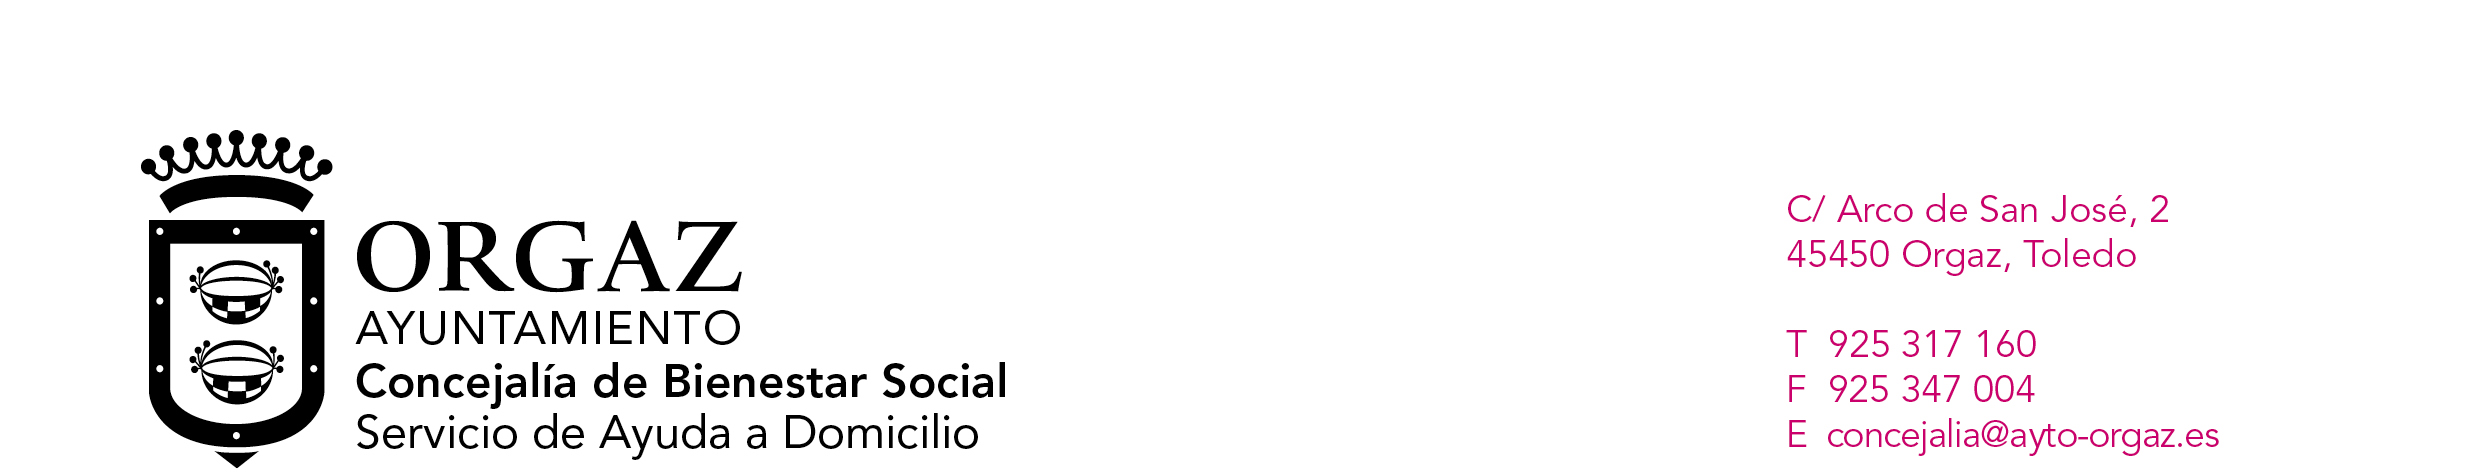 ORGAZ
AYUNTAMIENTO
Concejalía de Bienestar Social
Servicio de Ayuda a Domicilio
C/ Arco de San José, 2
45450 Orgaz, Toledo
T 925 317 160
F 925 347 004
E concejalia@ayto-orgaz.es